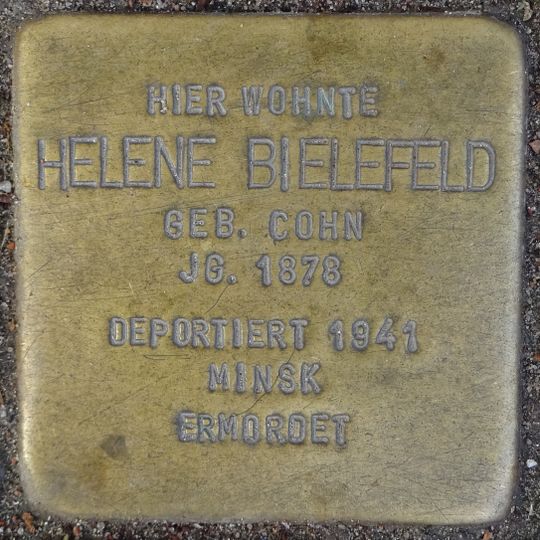 HIER WOHNTE
HELENE BIELEFELD
GEB. COHN
JG. 1878
DEPORTIERT 1941
MINSK
ERMORDET